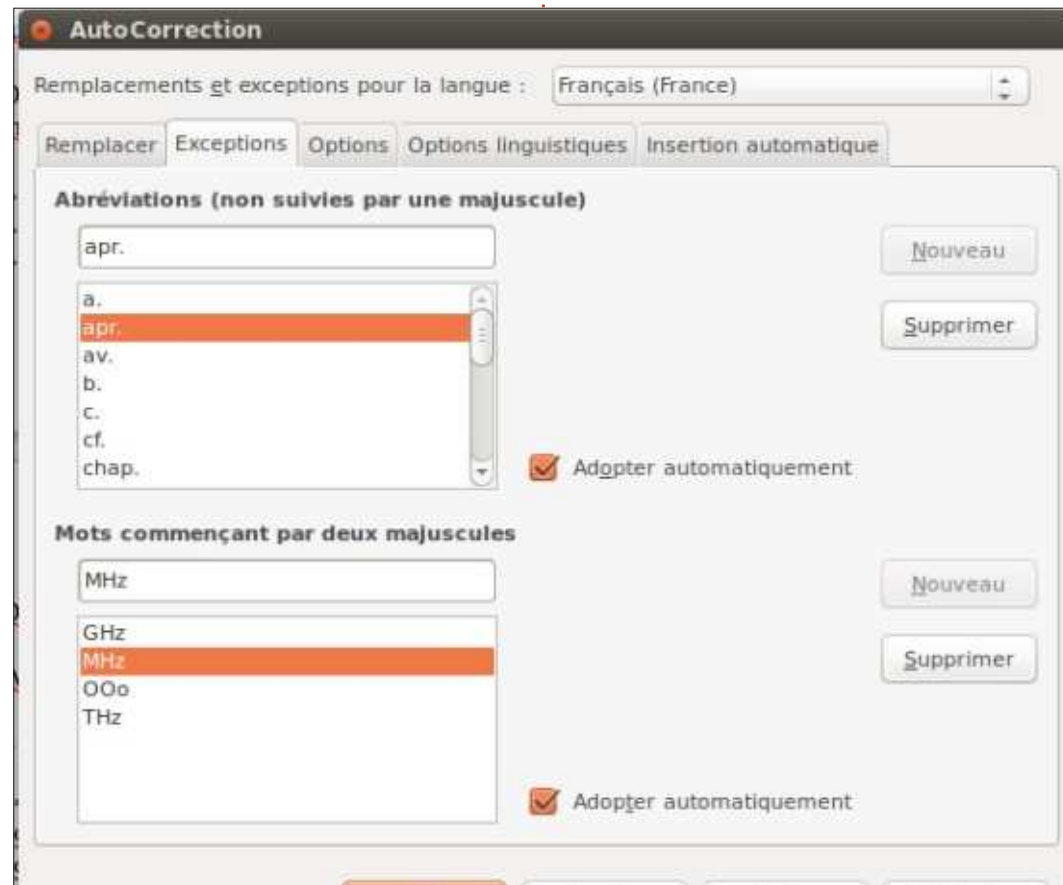 AutoCorrection
Remplacements et exceptions pour la langue : Français (France)
Remplacer Exceptions Options Options linguistiques Insertion automatique
Abréviations (non suivies par une majuscule)
apr.
Nouveau
a.
apr.
Supprimer
av.
b.
c.
cf.
chap.
Adopter automatiquement
Mots commençant par deux majuscules
MHz
Nouveau
GHz
MHz
Supprimer
OOo
THz
Adopter automatiquement